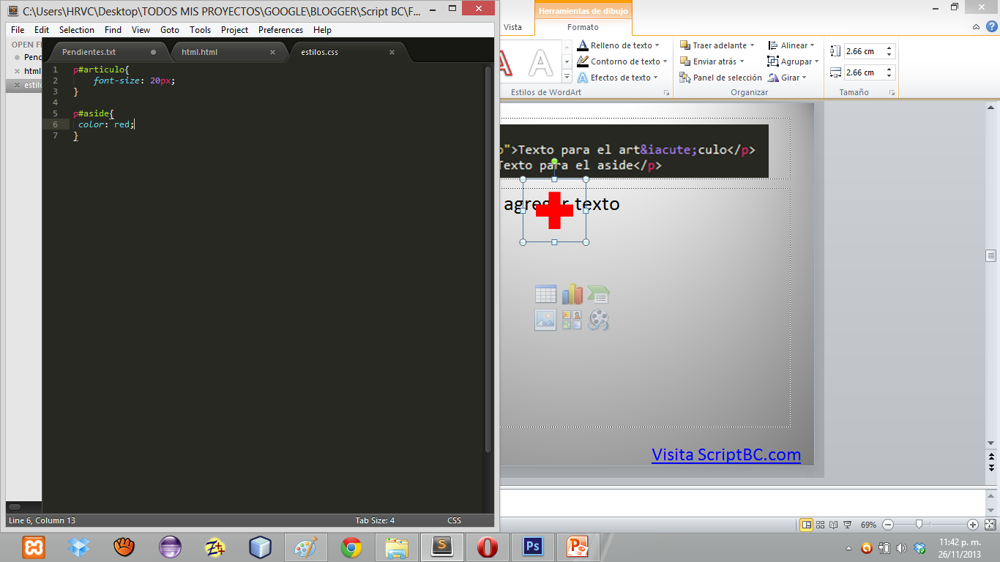 C:\Users\HRVC\Desktop\TODOS MIS PROYECTOS\GOOGLE\BLOGGER\Script BC\F...
File Edit Selection Find View Goto Tools Project Preferences Help
OPEN FI
Pend
html
estilo
Pendientes.txt
html.html
estilos.css
1 p#articulo{
2 font-size: 20px;
3 }
4
5 p#aside{
6 color: red;
7 }
Line 6, Column 13
Tab Size: 4
CSS
Herramientas de dibujo
Vista
Formato
Relleno de texto
Contorno de texto
Efectos de texto
Estilos de WordArt
Traer adelante
Enviar atrás
Panel de selección
Alinear
Agrupar
Girar
Organizar
2.66 cm
2.66 cm
Tamaño
o">Texto para el art&iacute;culo</p>
Texto para el aside</p>
agregar texto
Visita ScriptBC.com
69%
S
Ps
11:42 p. m.
26/11/2013